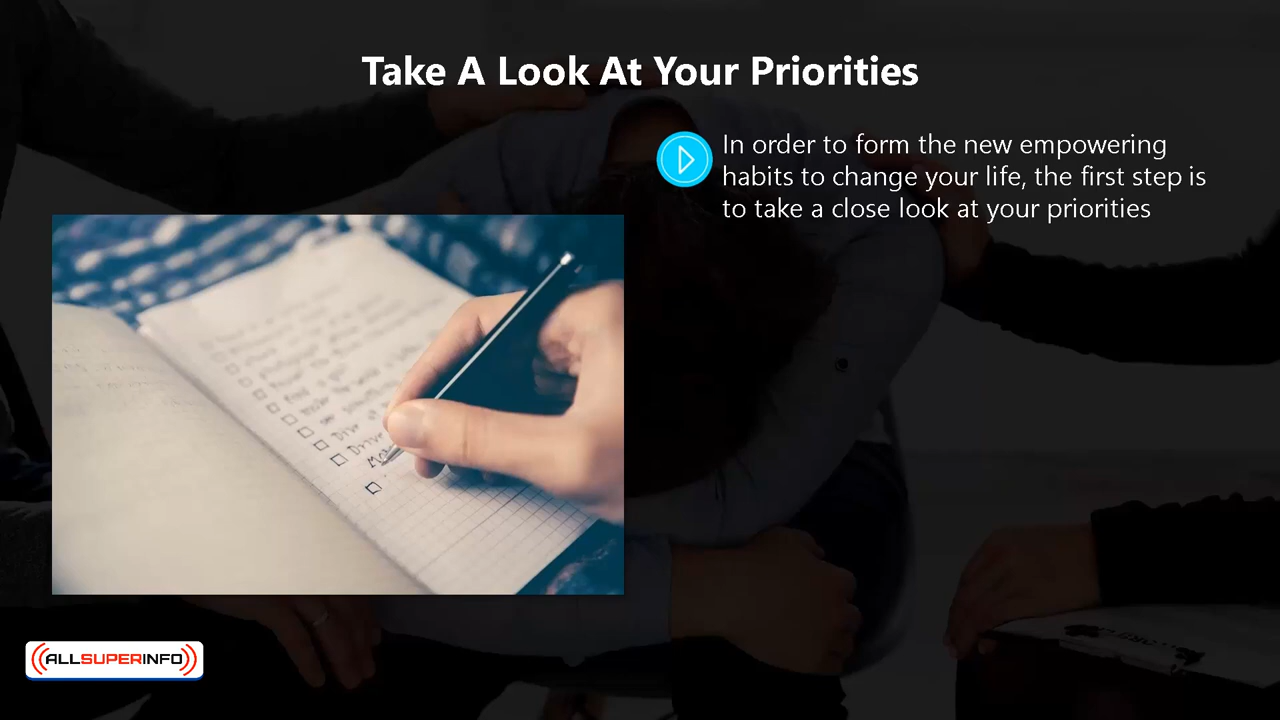 Take A Look At Your Priorities
In order to form the new empowering
habits to change your life, the first step is
to take a close look at your priorities
ALLSUPERINFO